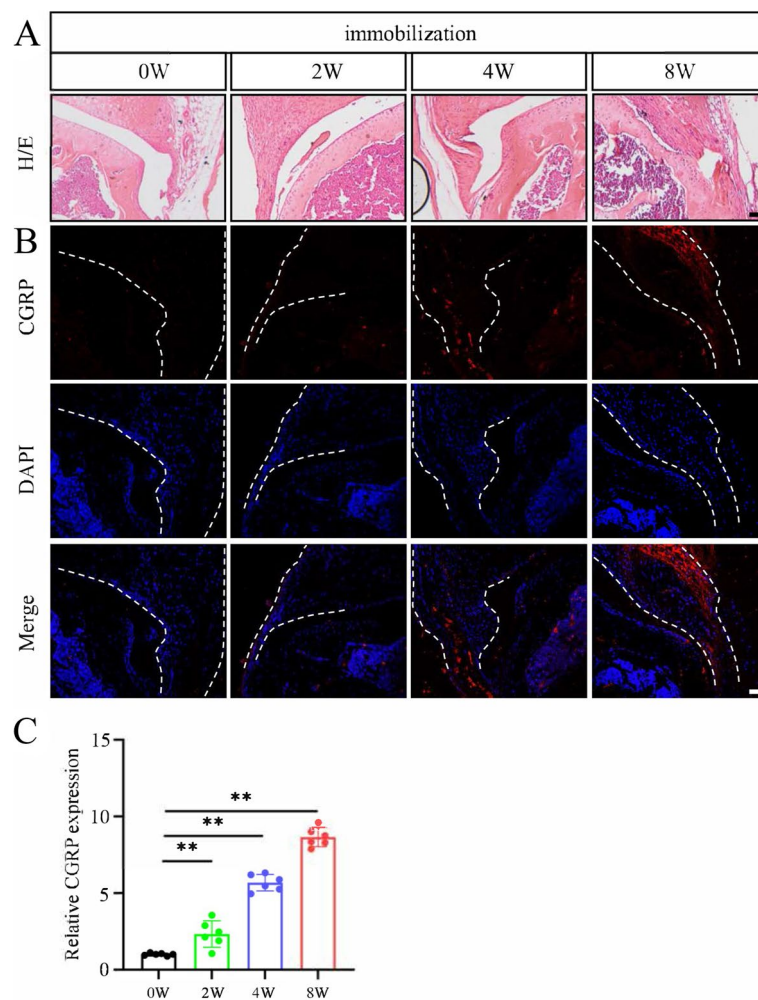 A
immobilization
0W 2W 4W 8W
H/E
B
CGRP
DAPI
Merge
C
Relative CGRP expression
15
10
5
0
**
**
**
0W 2W 4W 8W